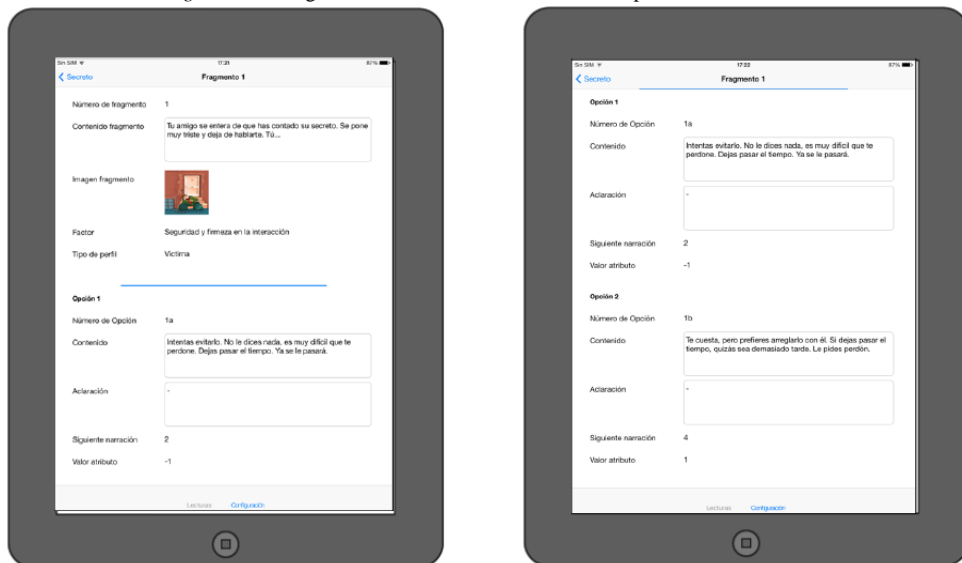 Sin SIM 17:21 87%
Secreto Fragmento 1
Número de fragmento 1
Contenido fragmento Tu amigo se entera de que has contado su secreto. Se pone
muy triste y deja de hablarte. Tú...
Imagen fragmento
Factor Seguridad y firmeza en la interacción
Tipo de perfil Víctima
Opción 1
Número de Opción 1a
Contenido Intentas evitarlo. No le dices nada, es muy difícil que te
perdone. Dejas pasar el tiempo. Ya se le pasará.
Aclaración -
Siguiente narración 2
Valor atributo -1
Lecturas Configuración
Sin SIM 17:22 87%
Secreto Fragmento 1
Opción 1
Número de Opción 1a
Contenido Intentas evitarlo. No le dices nada, es muy difícil que te
perdone. Dejas pasar el tiempo. Ya se le pasará.
Aclaración -
Siguiente narración 2
Valor atributo -1
Opción 2
Número de Opción 1b
Contenido Te cuesta, pero prefieres arreglarlo con él. Si dejas pasar el
tiempo, quizás sea demasiado tarde. Le pides perdón.
Aclaración -
Siguiente narración 4
Valor atributo 1
Lecturas Configuración